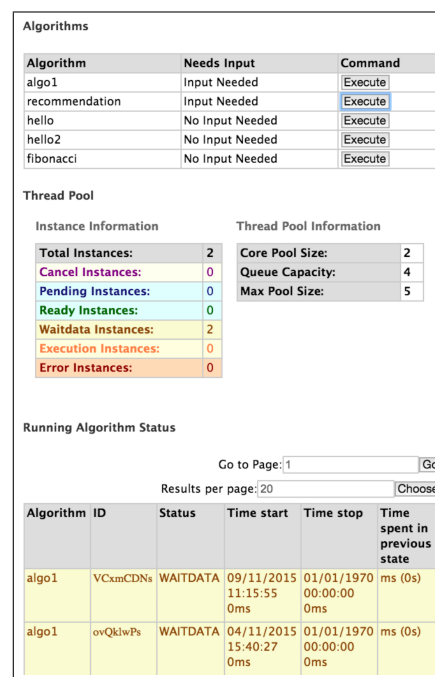 Algorithms
Algorithm Needs Input Command
algo1 Input Needed Execute
recommendation Input Needed Execute
hello No Input Needed Execute
hello2 No Input Needed Execute
fibonacci No Input Needed Execute
Thread Pool
Instance Information Thread Pool Information
Total Instances: 2 Core Pool Size: 2
Cancel Instances: 0 Queue Capacity: 4
Pending Instances: 0 Max Pool Size: 5
Ready Instances: 0
Waitdata Instances: 2
Execution Instances: 0
Error Instances: 0
Running Algorithm Status
Go to Page: 1 Go
Results per page: 20 Choose
Algorithm ID Status Time start Time stop Time
spent in
previous
state
algo1 VCxmCDNs WAITDATA 09/11/2015 01/01/1970 ms (0s)
11:15:55 00:00:00
0ms 0ms
algo1 ovQklwPs WAITDATA 04/11/2015 01/01/1970 ms (0s)
15:40:27 00:00:00
0ms 0ms